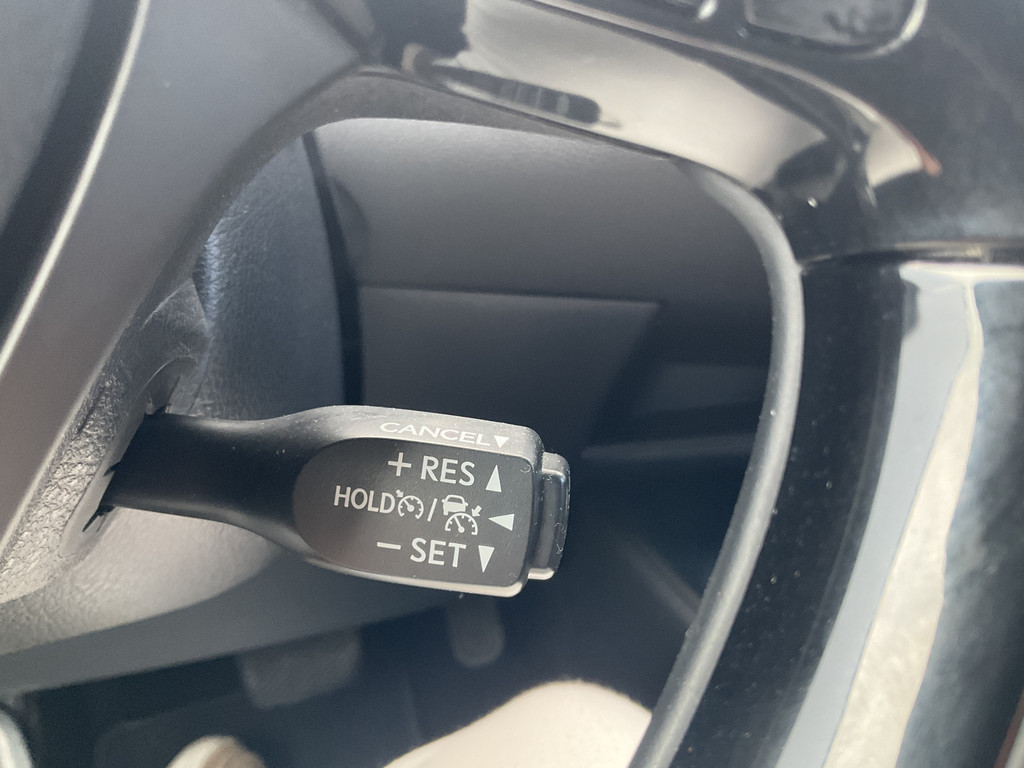 CANCEL▼
+ RES ▲
HOLD / ◀
− SET ▼